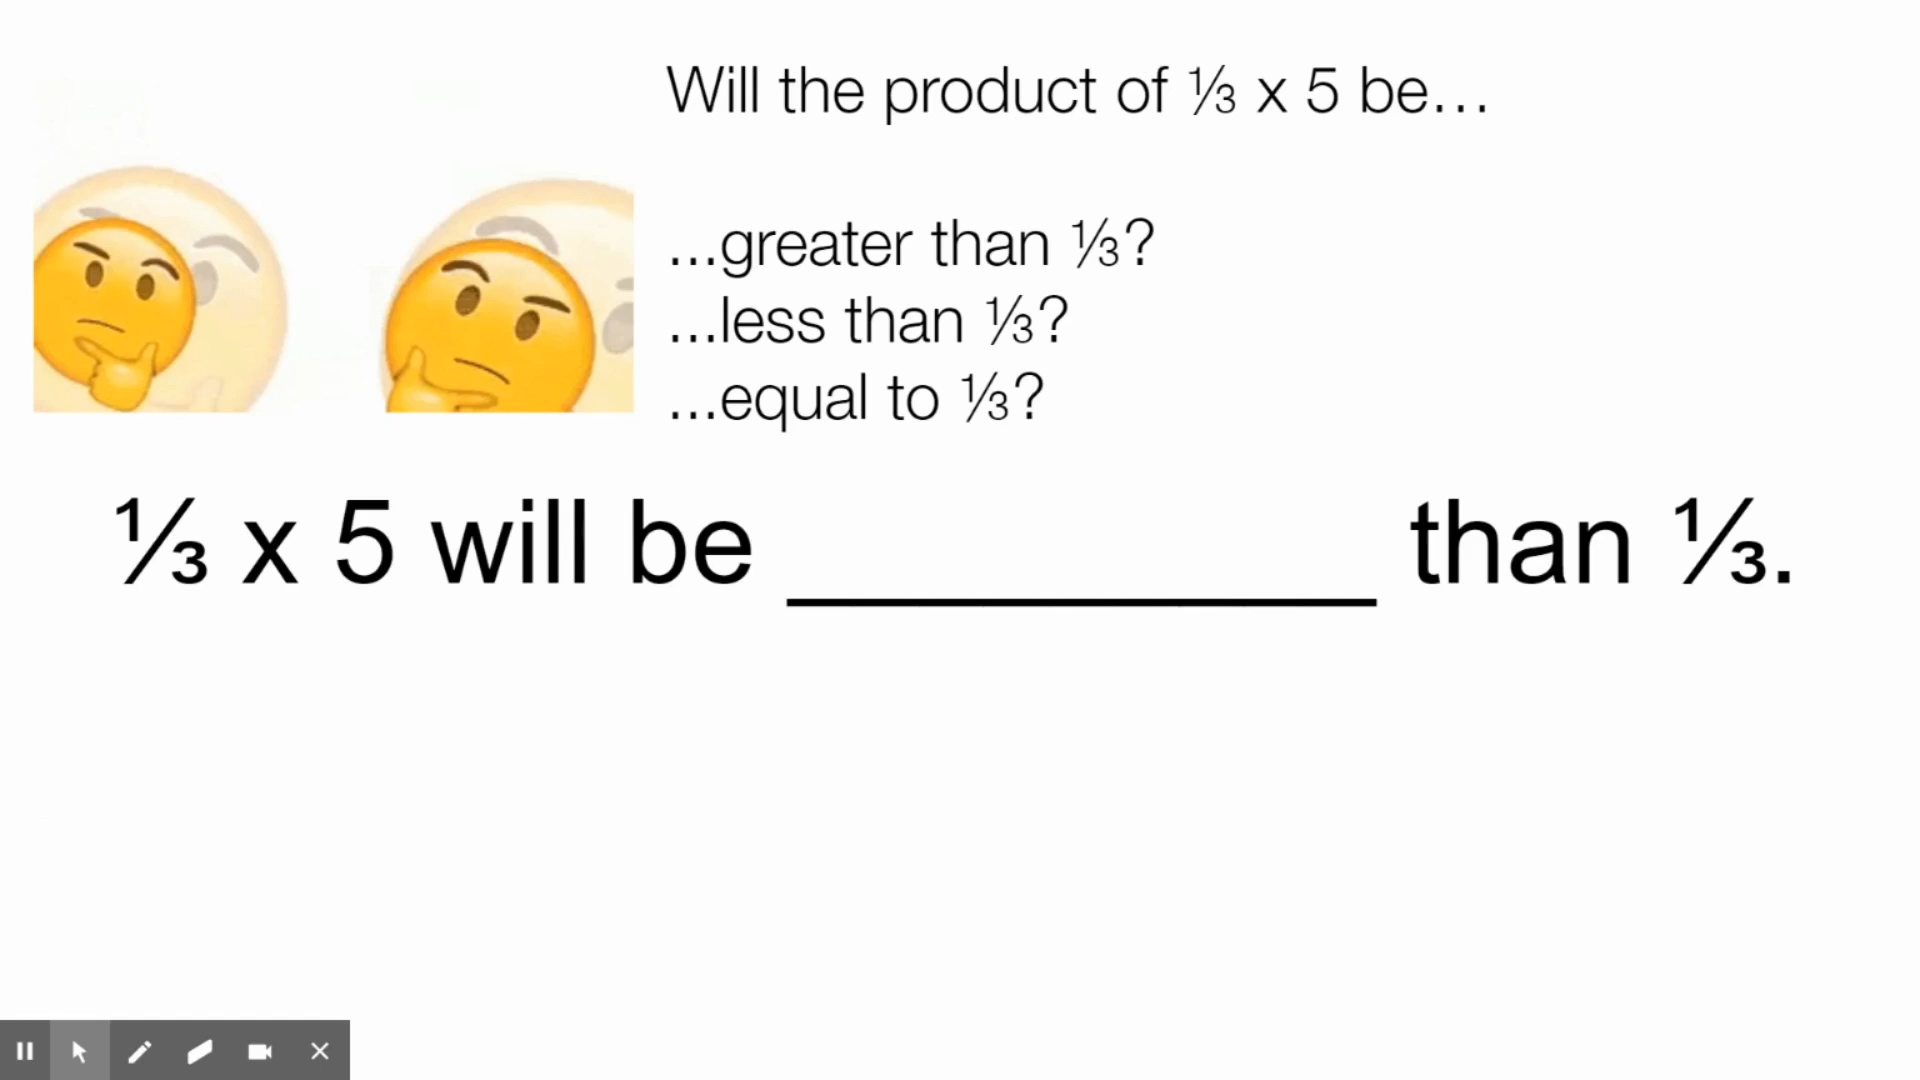 Will the product of ⅓ x 5 be...
...greater than ⅓?
...less than ⅓?
...equal to ⅓?
⅓ x 5 will be ____________ than ⅓.